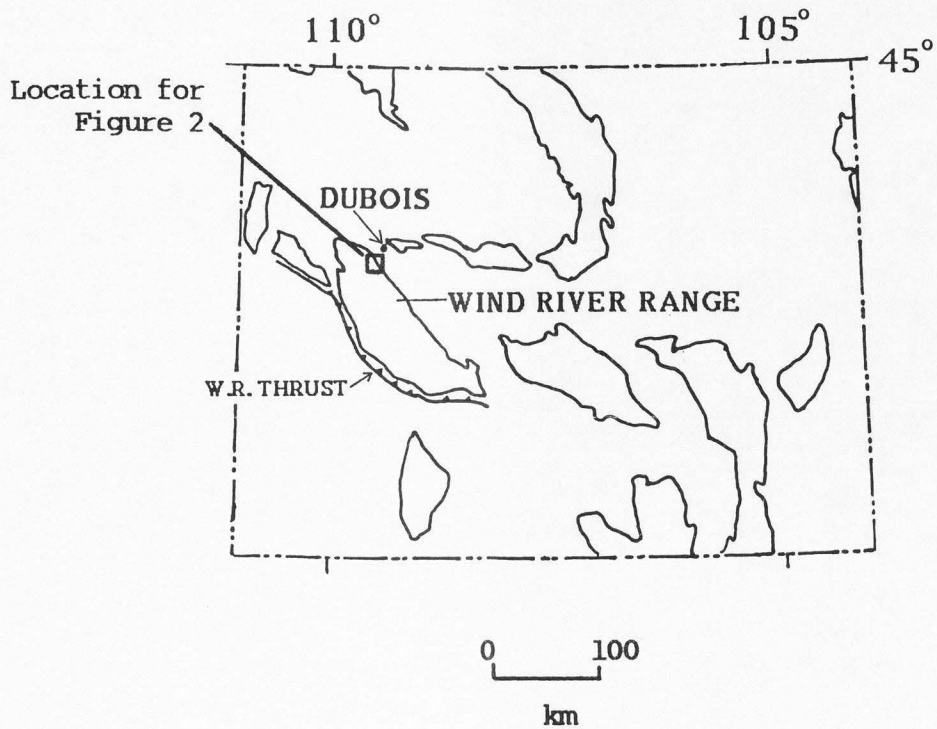 110°
105°
45°
Location for
Figure 2
DUBOIS
WIND RIVER RANGE
W.R. THRUST
0 100
km